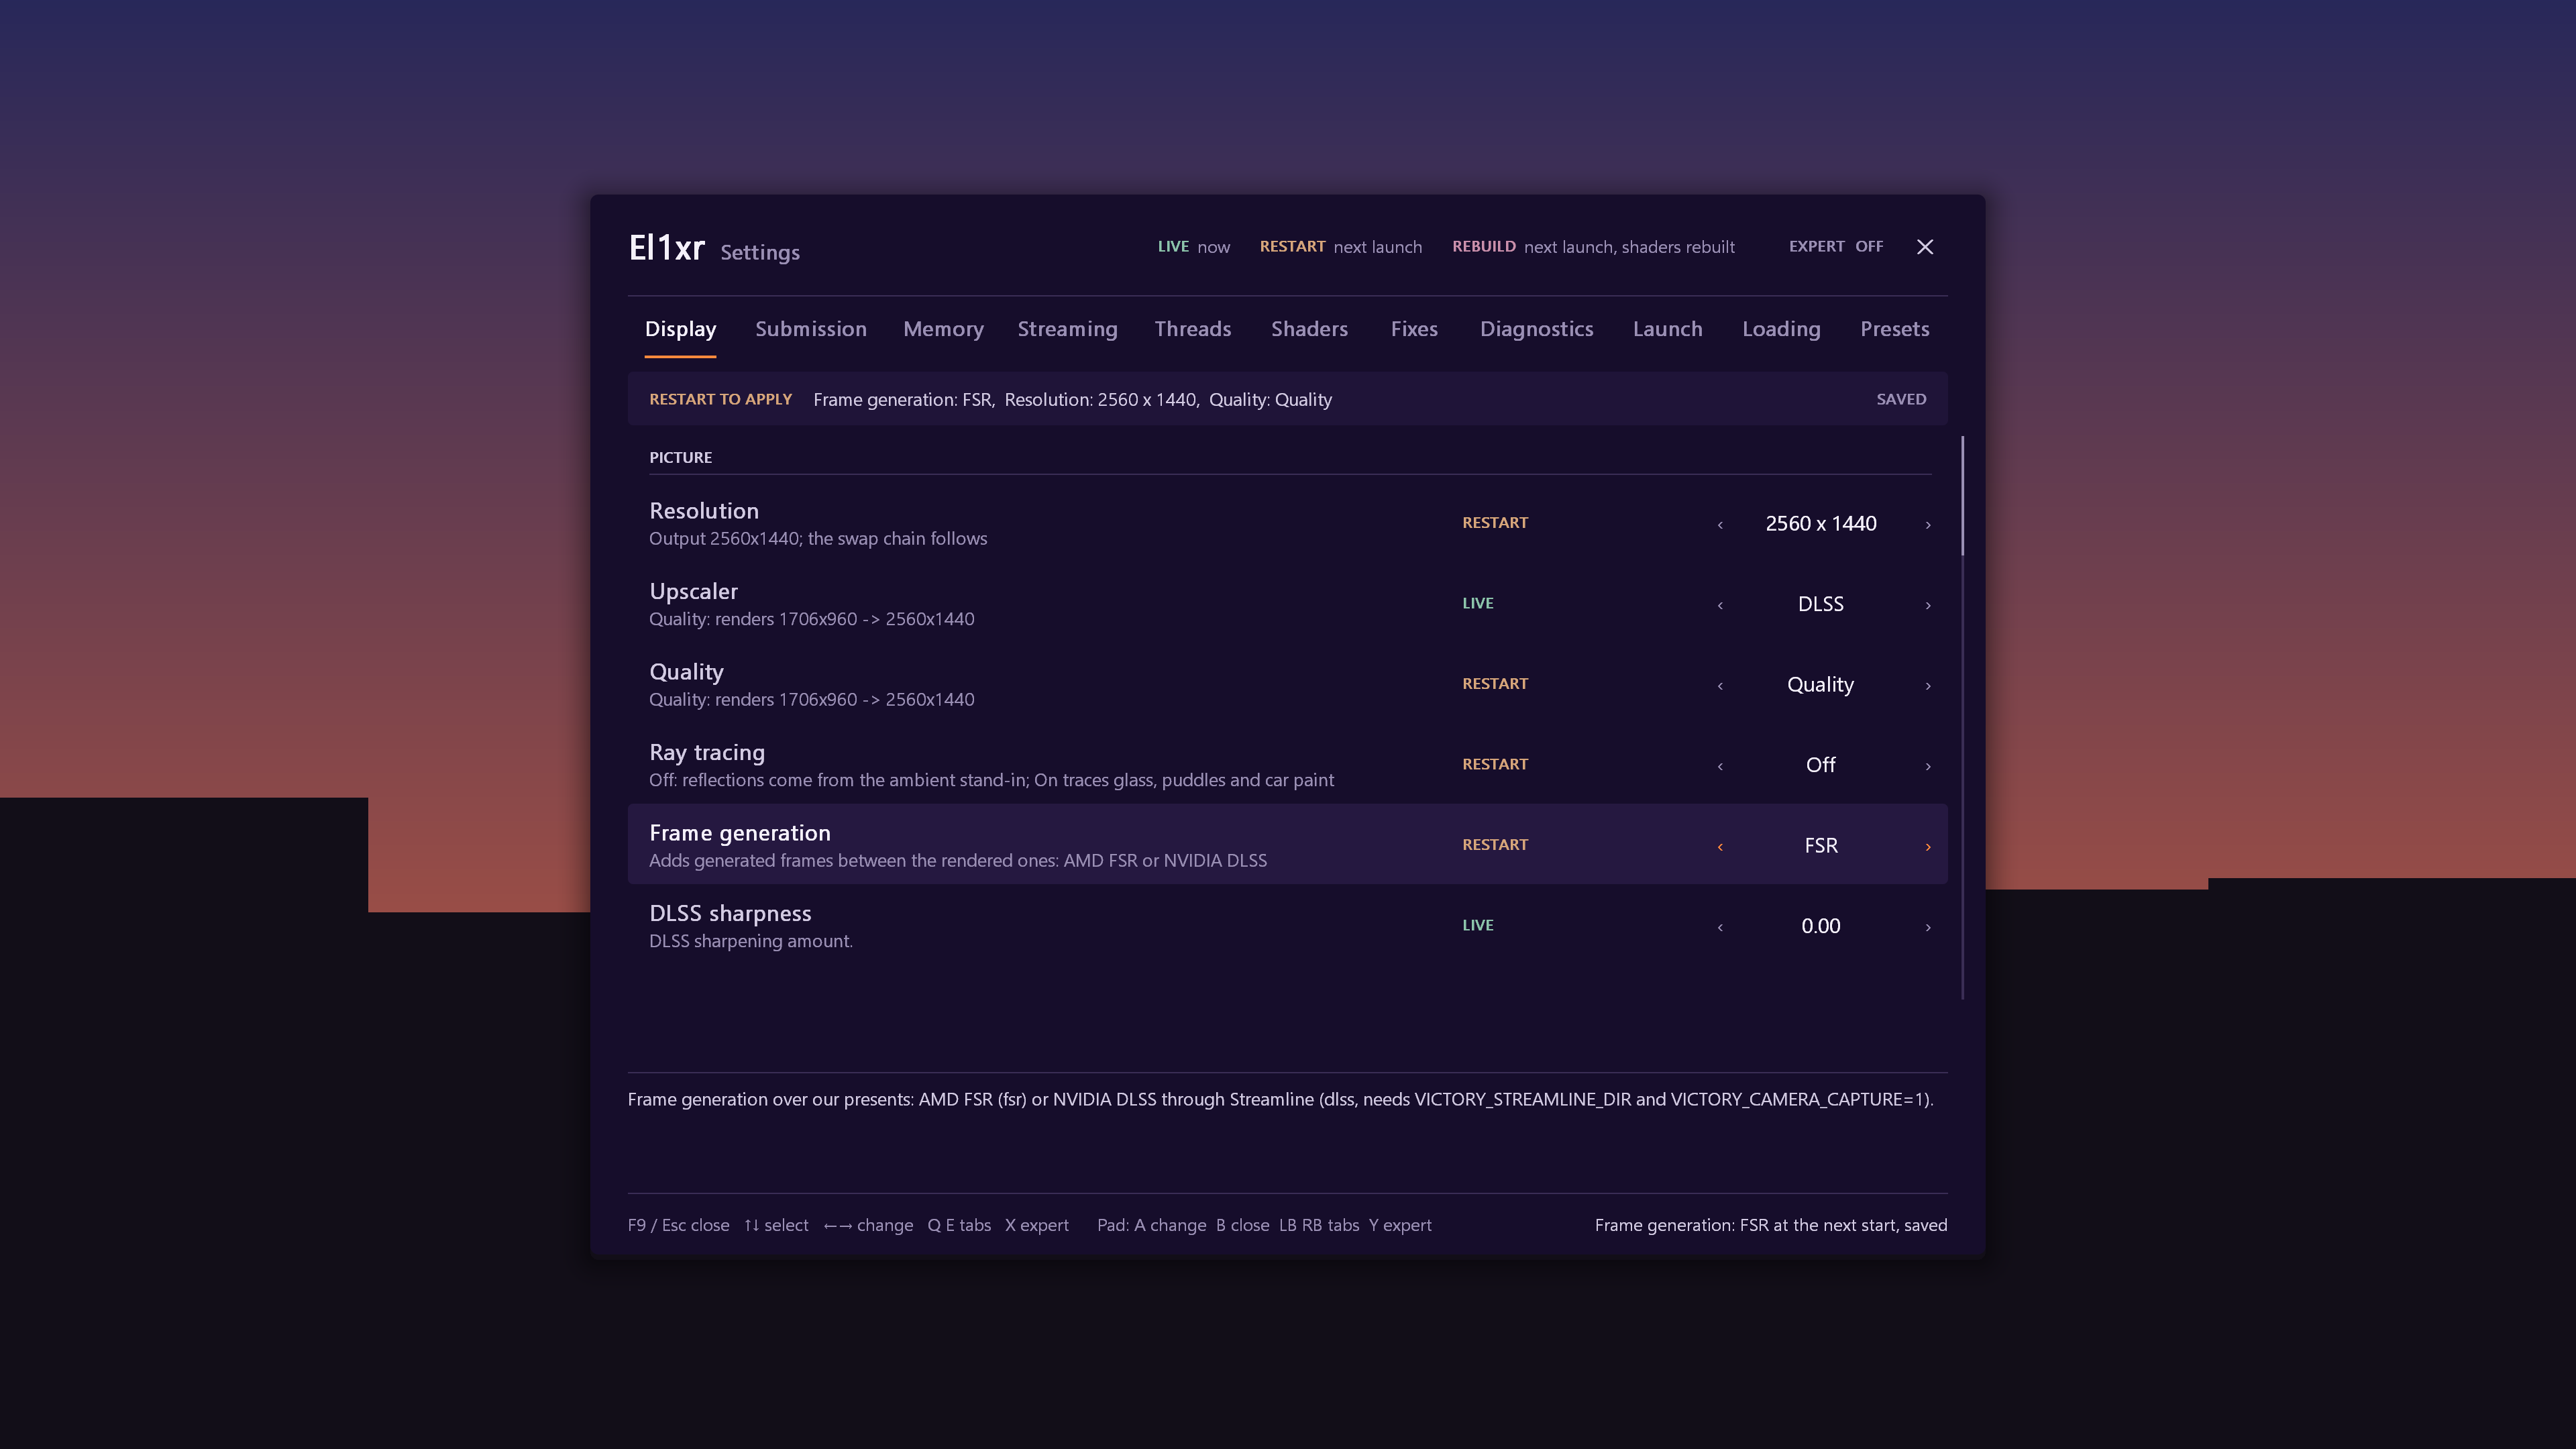 El1xr Settings LIVE now RESTART next launch REBUILD next launch, shaders rebuilt EXPERT OFF
Display Submission Memory Streaming Threads Shaders Fixes Diagnostics Launch Loading Presets
RESTART TO APPLY Frame generation: FSR, Resolution: 2560 x 1440, Quality: Quality SAVED
PICTURE
Resolution
Output 2560x1440; the swap chain follows
RESTART ‹ 2560 x 1440 ›
Upscaler
Quality: renders 1706x960 -> 2560x1440
LIVE ‹ DLSS ›
Quality
Quality: renders 1706x960 -> 2560x1440
RESTART ‹ Quality ›
Ray tracing
Off: reflections come from the ambient stand-in; On traces glass, puddles and car paint
RESTART ‹ Off ›
Frame generation
Adds generated frames between the rendered ones: AMD FSR or NVIDIA DLSS
RESTART ‹ FSR ›
DLSS sharpness
DLSS sharpening amount.
LIVE ‹ 0.00 ›
Frame generation over our presents: AMD FSR (fsr) or NVIDIA DLSS through Streamline (dlss, needs VICTORY_STREAMLINE_DIR and VICTORY_CAMERA_CAPTURE=1).
F9 / Esc close ↑↓ select ←→ change Q E tabs X expert Pad: A change B close LB RB tabs Y expert Frame generation: FSR at the next start, saved